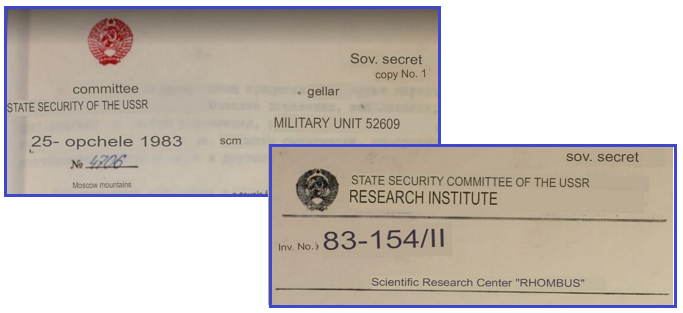 Sov. secret
copy No. 1
committee
gellar
STATE SECURITY OF THE USSR
MILITARY UNIT 52609
25- opchele 1983 scm
№ 4706
Moscow mountains
sov. secret
STATE SECURITY COMMITTEE OF THE USSR
RESEARCH INSTITUTE
Inv. No. 83-154/II
Scientific Research Center "RHOMBUS"